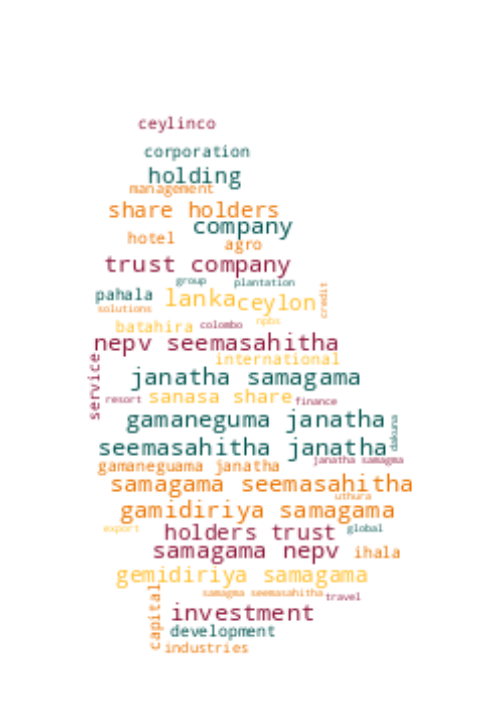 ceylinco
corporation
holding
management
share holders
company
hotel
agro
trust company
group
plantation
pahala
lanka
ceylon
credit
solutions
batahira
colombo
npbs
nepv seemasahitha
service
international
janatha samagama
resort
sanasa share
finance
gamaneguma janatha
dakuna
seemasahitha janatha
gamaneguama janatha
janatha samagma
samagama seemasahitha
uthura
gamidiriya samagama
export
holders trust
global
samagama nepv
ihala
gemidiriya samagama
capital
samagma seemasahitha
travel
investment
development
industries